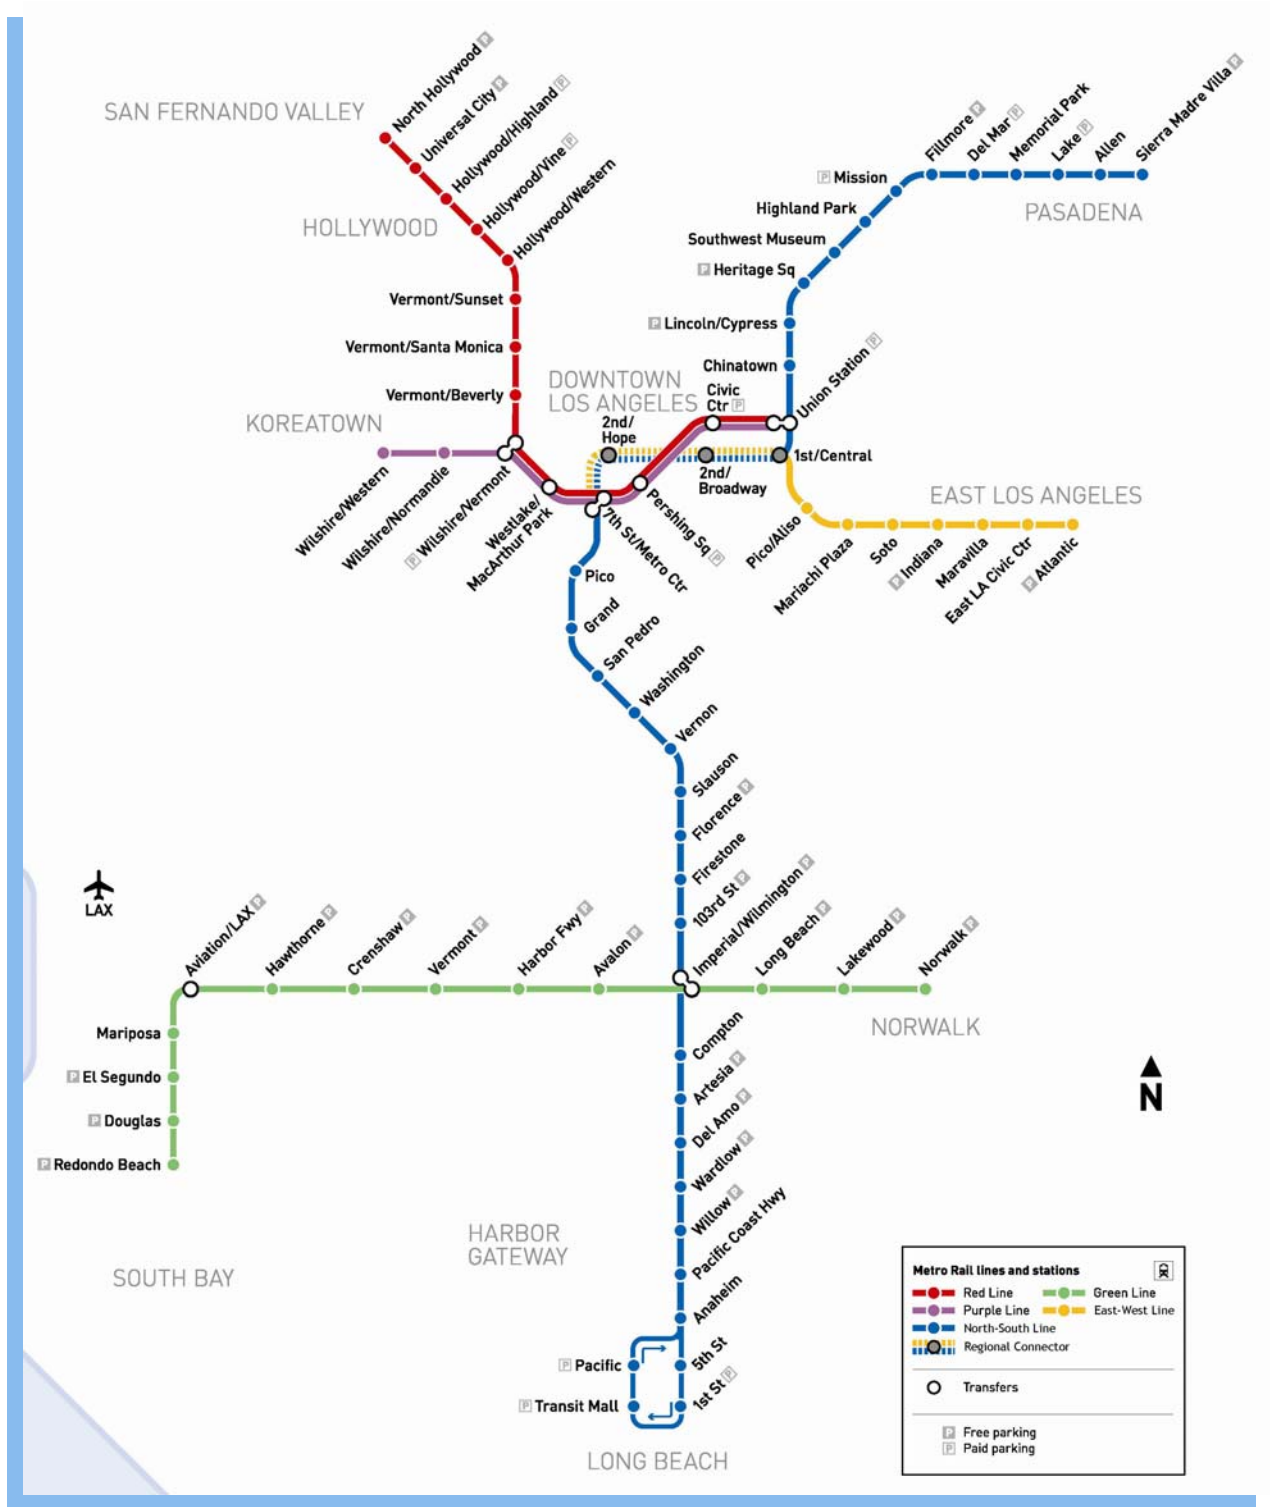 North Hollywood P
Universal City P
Hollywood/Highland P
Hollywood/Vine P
Hollywood/Western
SAN FERNANDO VALLEY
HOLLYWOOD
Vermont/Sunset
Vermont/Santa Monica
Vermont/Beverly
KOREATOWN
DOWNTOWN
LOS ANGELES
Civic
Ctr P
Union Station P
Fillmore P
Del Mar P
Memorial Park
Lake P
Allen
Sierra Madre Villa P
P Mission
Highland Park
Southwest Museum
P Heritage Sq
P Lincoln/Cypress
Chinatown
PASADENA
2nd/
Hope
2nd/
Broadway
1st/Central
EAST LOS ANGELES
Wilshire/Western
Wilshire/Normandie
P Wilshire/Vermont
Westlake/
MacArthur Park
7th St/Metro Ctr
Pershing Sq P
Pico/Aliso
Mariachi Plaza
Soto
P Indiana
Maravilla
East LA Civic Ctr
P Atlantic
Pico
Grand
San Pedro
Washington
Vernon
Slauson
Florence P
Firestone
103rd St P
Imperial/Wilmington P
LAX
Aviation/LAX P
Hawthorne P
Crenshaw P
Vermont P
Harbor Fwy P
Avalon P
Long Beach P
Lakewood P
Norwalk P
NORWALK
Mariposa
P El Segundo
P Douglas
P Redondo Beach
Compton
Artesia P
Del Amo P
Wardlow P
Willow P
Pacific Coast Hwy
Anaheim
N
HARBOR
GATEWAY
SOUTH BAY
P Pacific
5th St
P Transit Mall
1st St P
LONG BEACH
Metro Rail lines and stations
Red Line
Green Line
Purple Line
East-West Line
North-South Line
Regional Connector
Transfers
P Free parking
P Paid parking